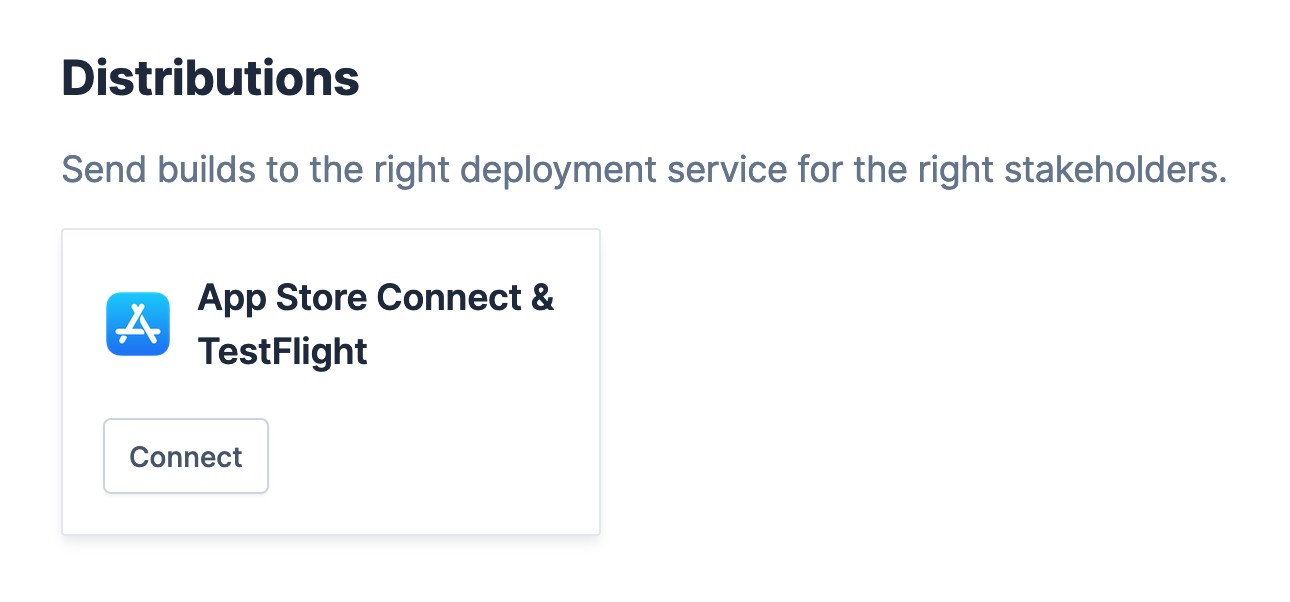 Distributions
Send builds to the right deployment service for the right stakeholders.
App Store Connect &
TestFlight
Connect